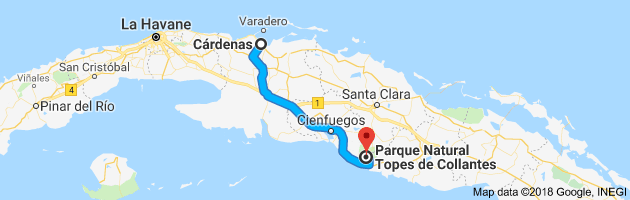 Varadero
La Havane
Cárdenas
San Cristóbal
Viñales
4
Santa Clara
Pinar del Río
1
Cienfuegos
Parque Natural
Topes de Collantes
Map data ©2018 Google, INEGI